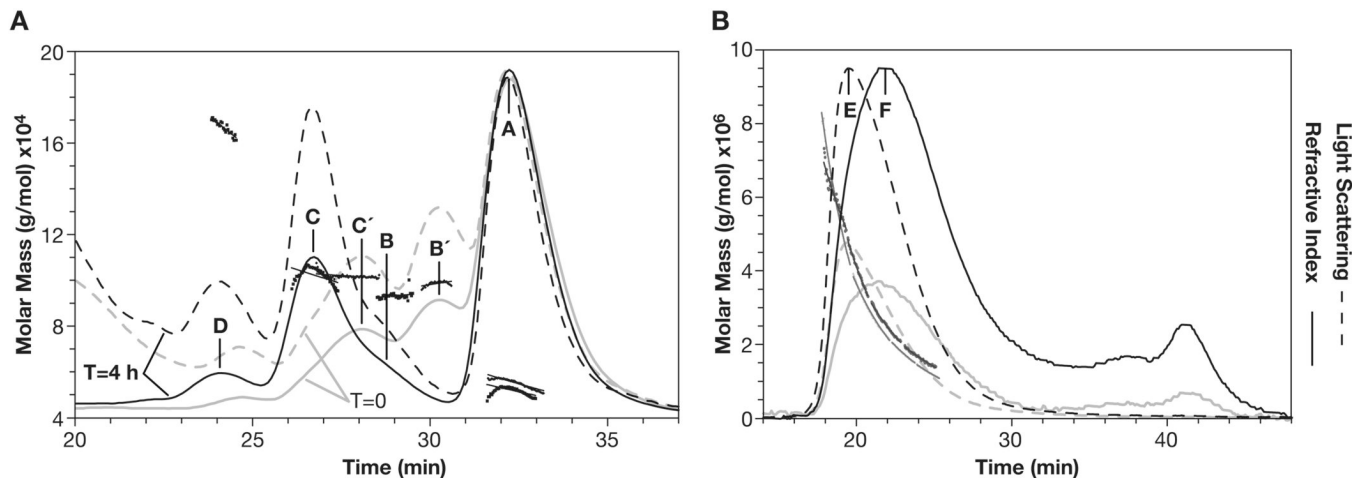 A
Molar Mass (g/mol) x10⁴
20
16
12
8
4
D
C
C´
B
B´
A
T=4 h
T=0
20 25 30 35
Time (min)
B
Molar Mass (g/mol) x10⁶
10
8
6
4
2
0
E
F
20 30 40
Time (min)
Light Scattering
Refractive Index